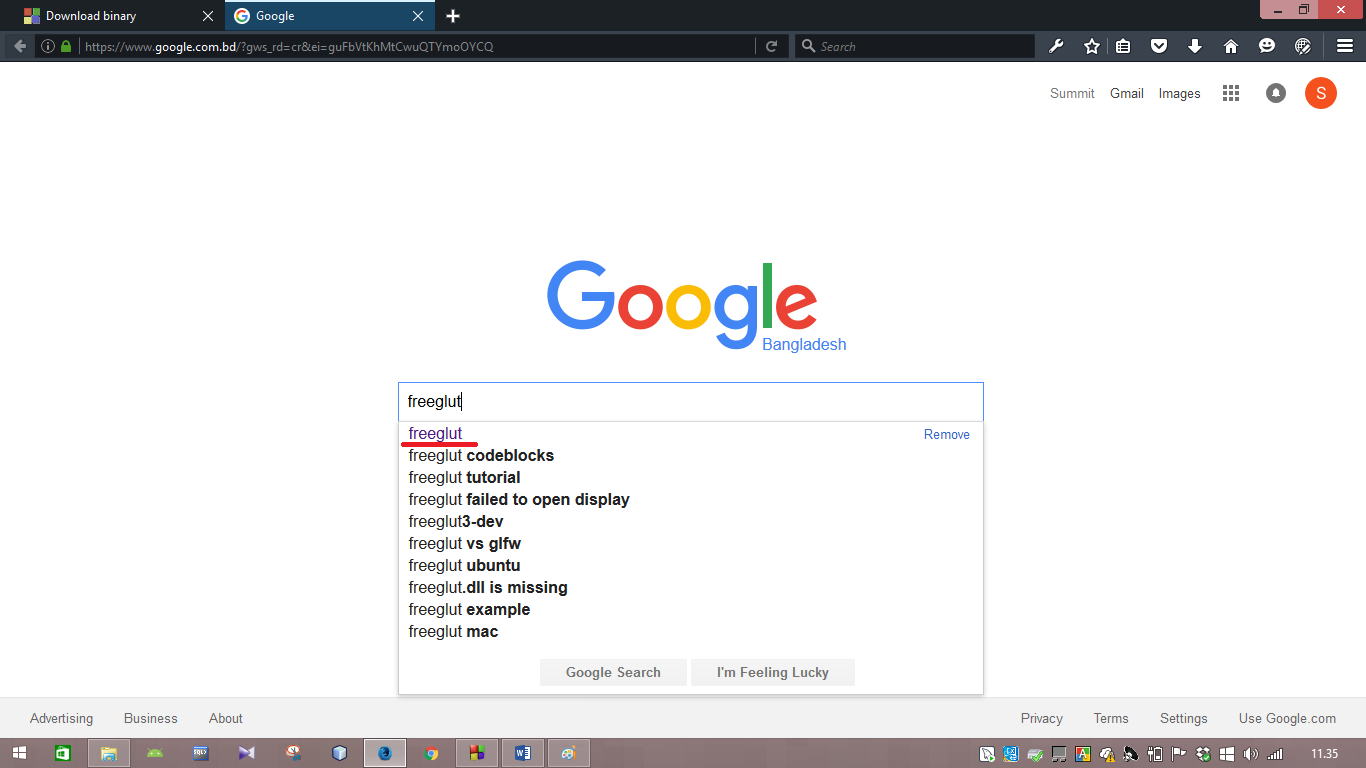 Download binary
Google
https://www.google.com.bd/?gws_rd=cr&ei=guFbVtKhMtCwuQTYmoOYCQ
Search
Summit Gmail Images S
Google
Bangladesh
freeglut
freeglut Remove
freeglut codeblocks
freeglut tutorial
freeglut failed to open display
freeglut3-dev
freeglut vs glfw
freeglut ubuntu
freeglut.dll is missing
freeglut example
freeglut mac
Google Search I'm Feeling Lucky
Advertising Business About Privacy Terms Settings Use Google.com
11.35